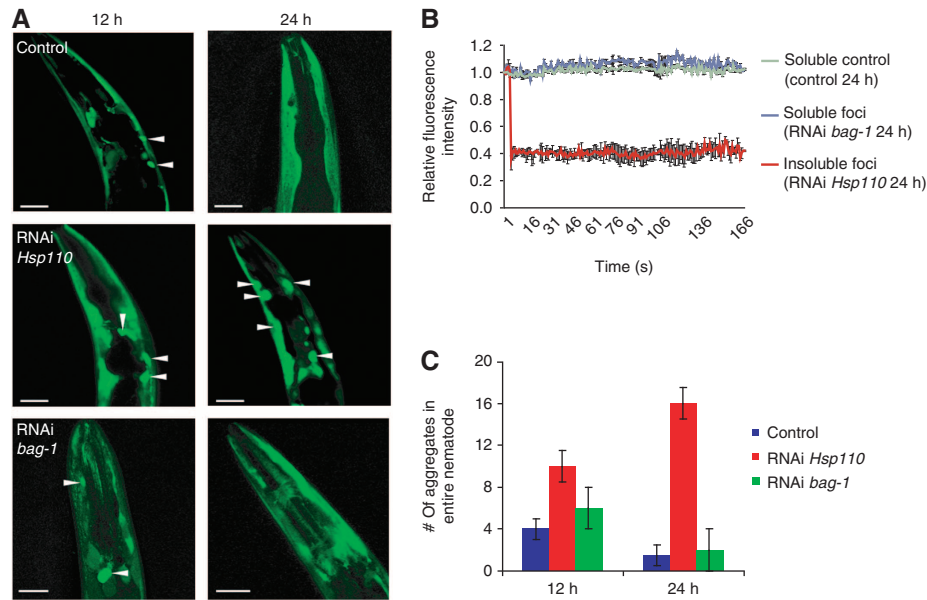 A
12 h
24 h
Control
RNAi
Hsp110
RNAi
bag-1
B
Relative fluorescence
intensity
1.2
1.0
0.8
0.6
0.4
0.2
0.0
1
16
31
46
61
76
91
106
136
166
Time (s)
Soluble control
(control 24 h)
Soluble foci
(RNAi bag-1 24 h)
Insoluble foci
(RNAi Hsp110 24 h)
C
# Of aggregates in
entire nematode
20
16
12
8
4
0
12 h
24 h
Control
RNAi Hsp110
RNAi bag-1